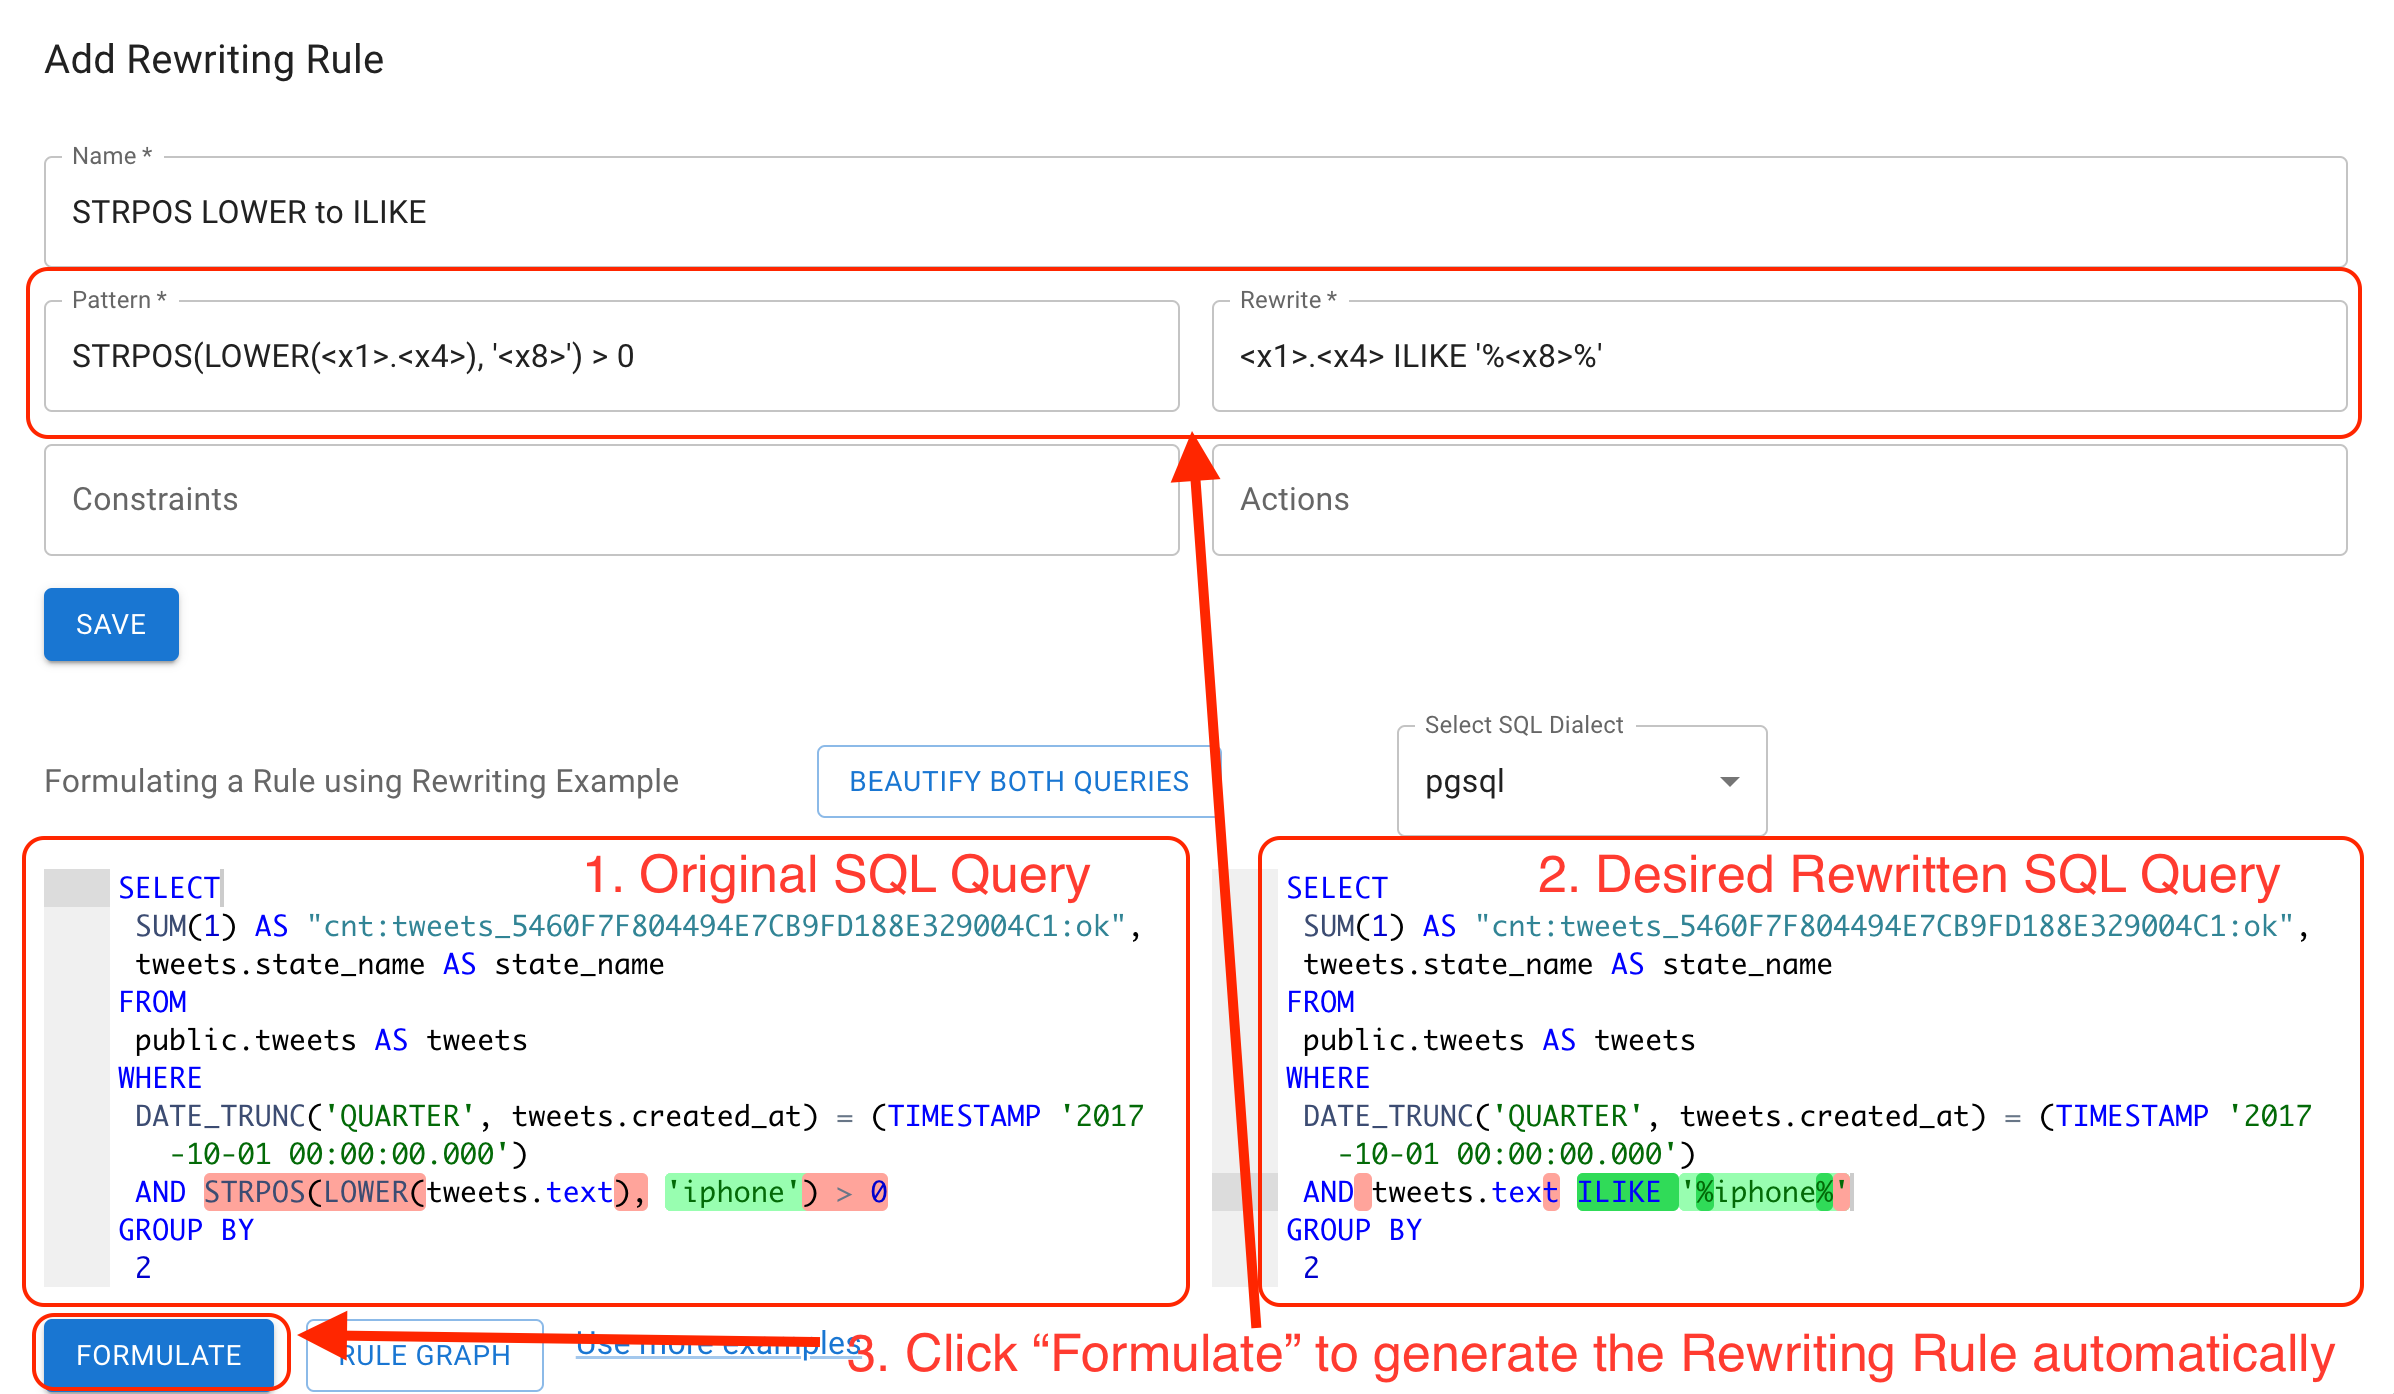 Add Rewriting Rule
Name *
STRPOS LOWER to ILIKE
Pattern *
STRPOS(LOWER(<x1>.<x4>), '<x8>') > 0
Rewrite *
<x1>.<x4> ILIKE '%<x8>%'
Constraints
Actions
SAVE
Formulating a Rule using Rewriting Example
BEAUTIFY BOTH QUERIES
Select SQL Dialect
pgsql
1. Original SQL Query
SELECT
SUM(1) AS "cnt:tweets_5460F7F804494E7CB9FD188E329004C1:ok",
tweets.state_name AS state_name
FROM
public.tweets AS tweets
WHERE
DATE_TRUNC('QUARTER', tweets.created_at) = (TIMESTAMP '2017
-10-01 00:00:00.000')
AND STRPOS(LOWER(tweets.text), 'iphone') > 0
GROUP BY
2
2. Desired Rewritten SQL Query
SELECT
SUM(1) AS "cnt:tweets_5460F7F804494E7CB9FD188E329004C1:ok",
tweets.state_name AS state_name
FROM
public.tweets AS tweets
WHERE
DATE_TRUNC('QUARTER', tweets.created_at) = (TIMESTAMP '2017
-10-01 00:00:00.000')
AND tweets.text ILIKE '%iphone%'
GROUP BY
2
FORMULATE
RULE GRAPH
Use more examples
3. Click “Formulate” to generate the Rewriting Rule automatically